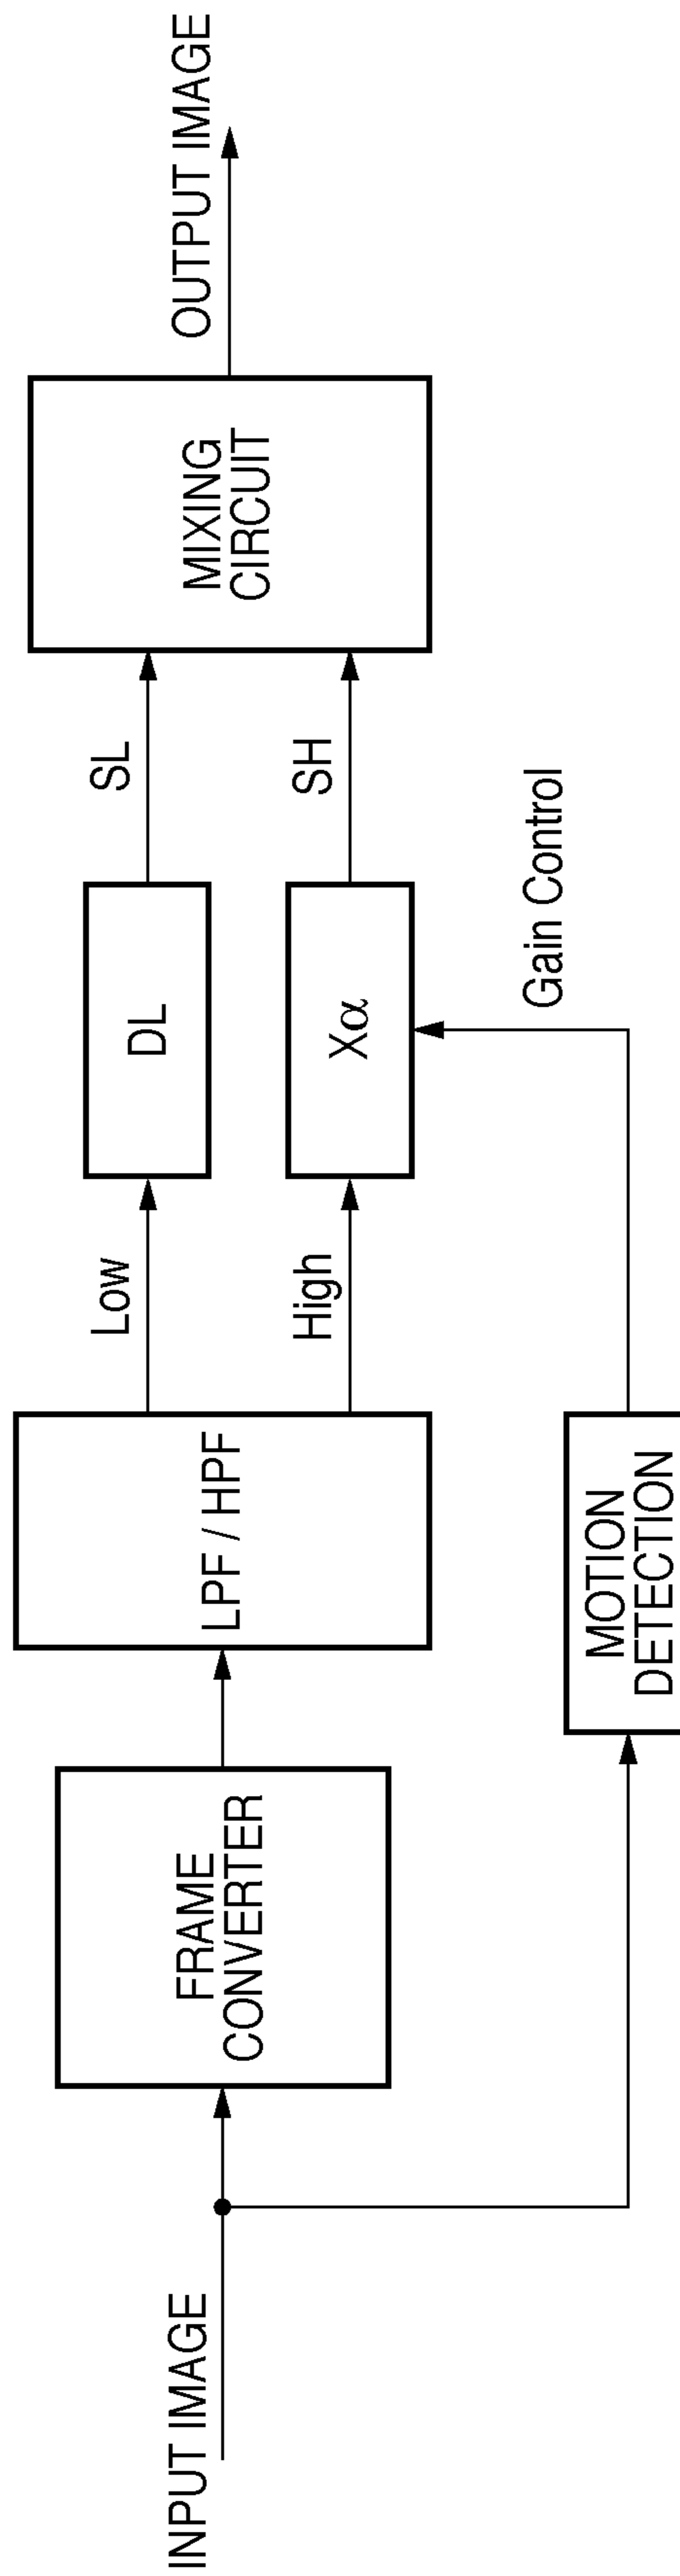 INPUT IMAGE
FRAME
CONVERTER
LPF / HPF
Low
High
DL
Xα
SL
SH
MIXING
CIRCUIT
OUTPUT IMAGE
MOTION
DETECTION
Gain Control